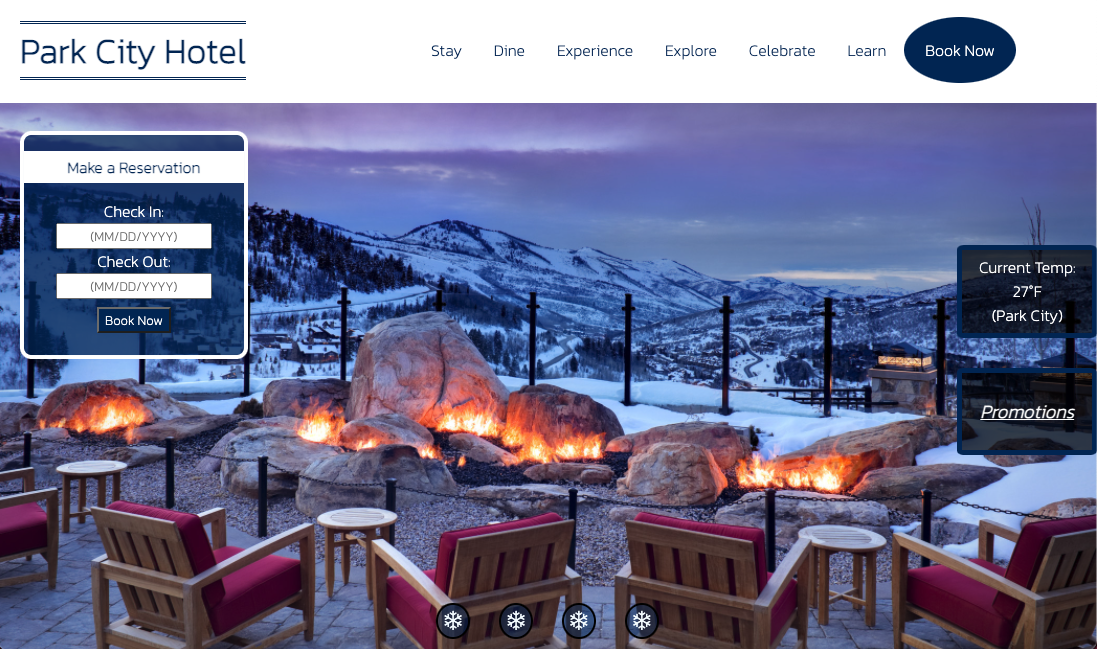 Park City Hotel
Stay
Dine
Experience
Explore
Celebrate
Learn
Book Now
Make a Reservation
Check In:
(MM/DD/YYYY)
Check Out:
(MM/DD/YYYY)
Book Now
Current Temp:
27°F
(Park City)
Promotions